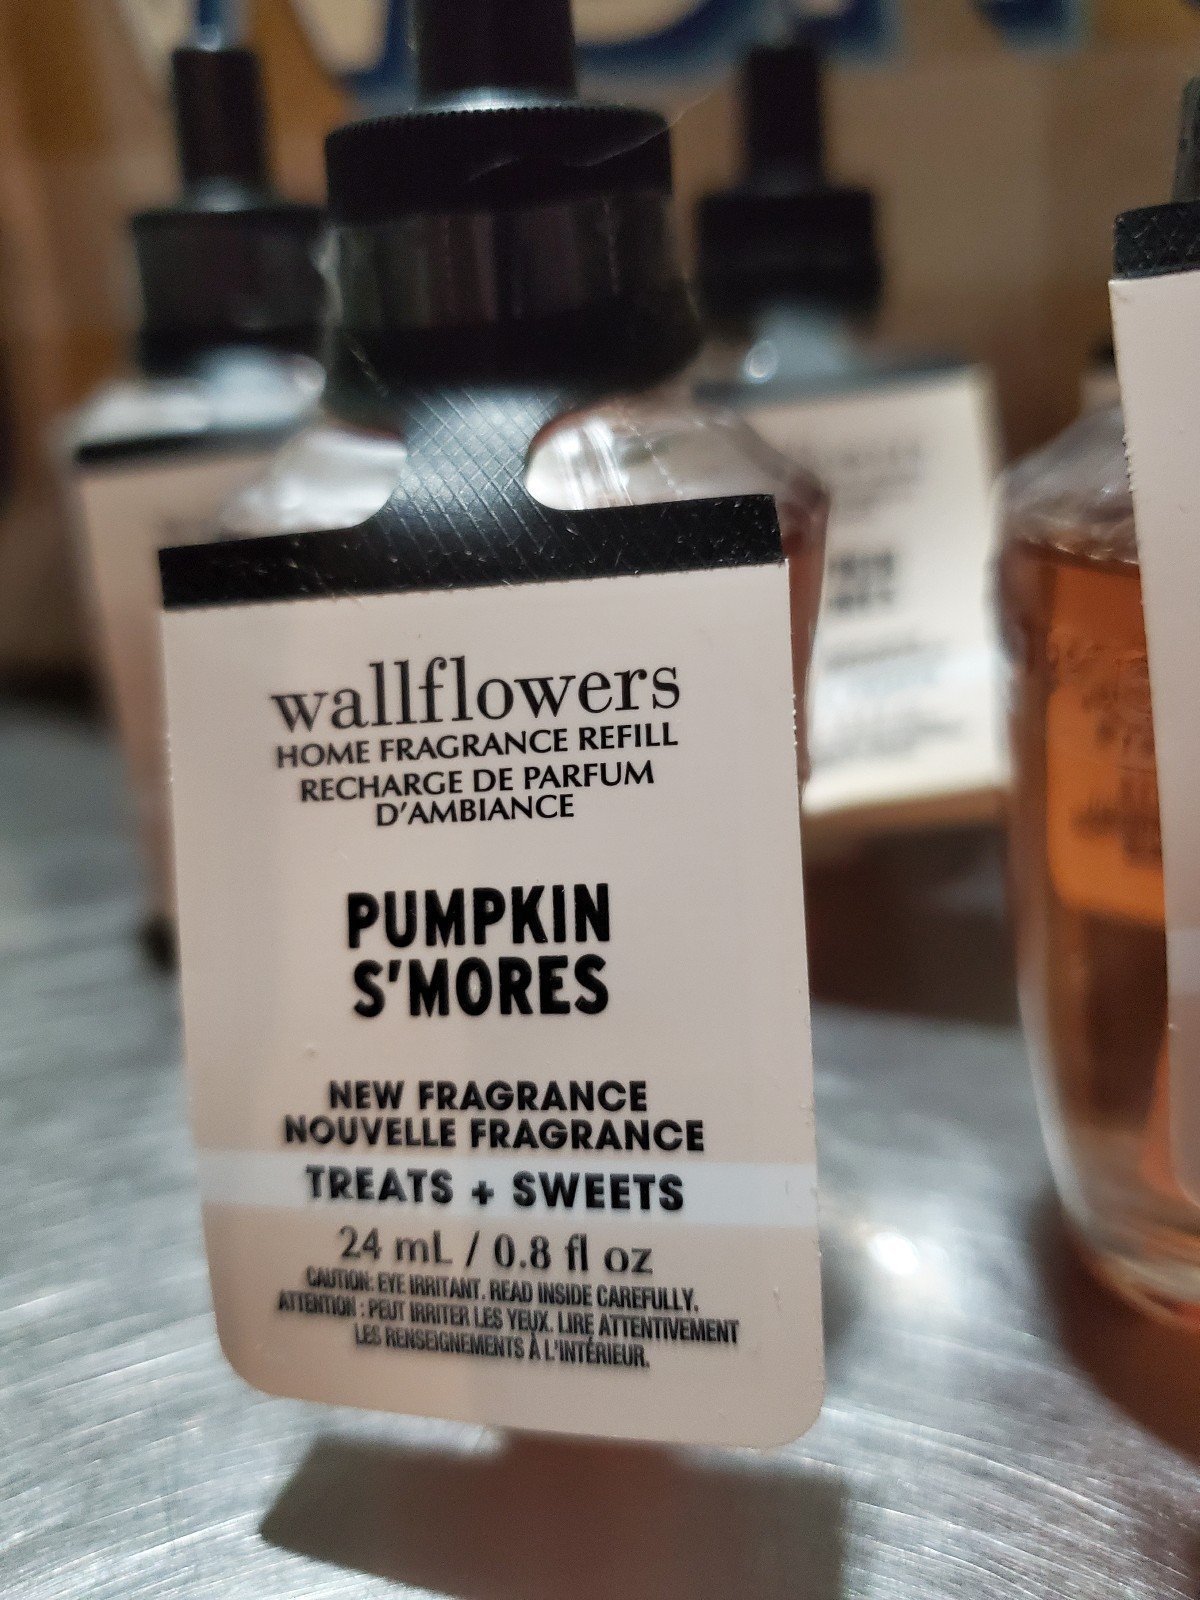 wallflowers
HOME FRAGRANCE REFILL
RECHARGE DE PARFUM
D'AMBIANCE
PUMPKIN
S'MORES
NEW FRAGRANCE
NOUVELLE FRAGRANCE
TREATS + SWEETS
24 mL / 0.8 fl oz
CAUTION: EYE IRRITANT. READ INSIDE CAREFULLY.
ATTENTION : PEUT IRRITER LES YEUX. LIRE ATTENTIVEMENT
LES RENSEIGNEMENTS À L'INTÉRIEUR.